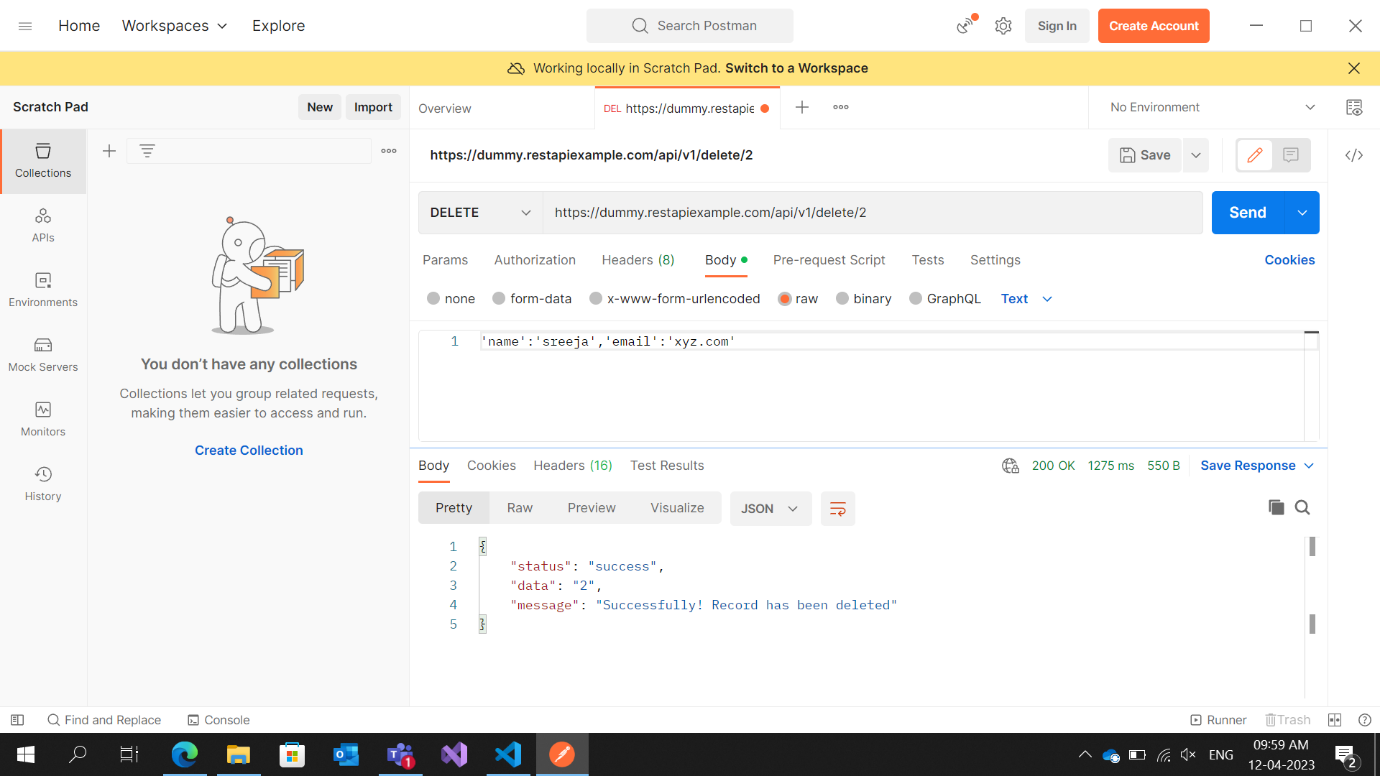 Home Workspaces Explore Search Postman Sign In Create Account
Working locally in Scratch Pad. Switch to a Workspace
Scratch Pad New Import
Overview DEL https://dummy.restapie No Environment
Collections
APIs
Environments
Mock Servers
Monitors
History
You don’t have any collections
Collections let you group related requests,
making them easier to access and run.
Create Collection
https://dummy.restapiexample.com/api/v1/delete/2 Save
DELETE https://dummy.restapiexample.com/api/v1/delete/2 Send
Params Authorization Headers (8) Body Pre-request Script Tests Settings Cookies
none form-data x-www-form-urlencoded raw binary GraphQL Text
1 'name':'sreeja','email':'xyz.com'
Body Cookies Headers (16) Test Results 200 OK 1275 ms 550 B Save Response
Pretty Raw Preview Visualize JSON
1 {
2 "status": "success",
3 "data": "2",
4 "message": "Successfully! Record has been deleted"
5 }
Find and Replace Console Runner Trash
1 ENG 09:59 AM
12-04-2023 2